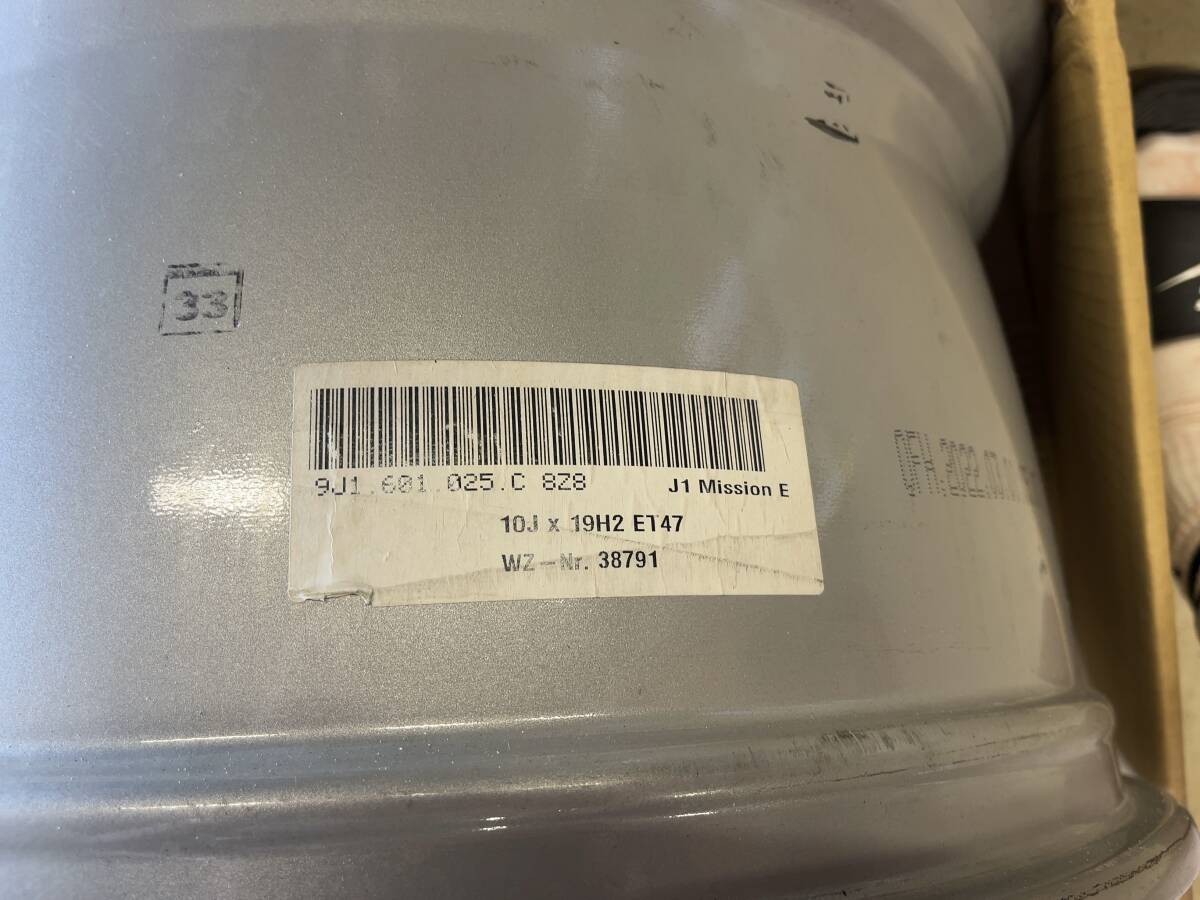 33
9J1.601.025.C 8Z8
J1 Mission E
10J x 19H2 ET47
WZ-Nr. 38791